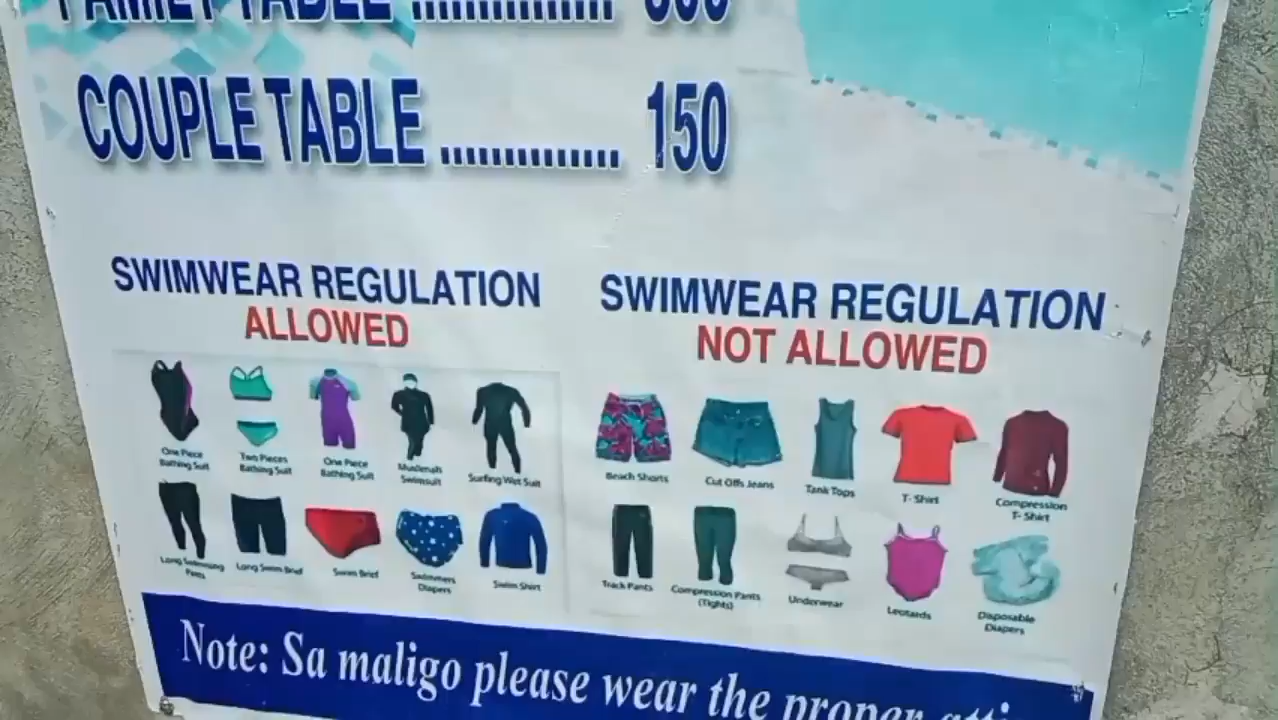 FAMILY TABLE ................ 300
COUPLE TABLE ............... 150
SWIMWEAR REGULATION
ALLOWED
One Piece Bathing Suit
Two Pieces Bathing Suit
One Piece Bathing Suit
Muslimah Swimsuit
Surfing Wet Suit
Long Swimming Pants
Long Swim Brief
Swim Brief
Swimmers Diapers
Swim Shirt
SWIMWEAR REGULATION
NOT ALLOWED
Beach Shorts
Cut Offs Jeans
Tank Tops
T- Shirt
Compression T- Shirt
Track Pants
Compression Pants (Tights)
Underwear
Leotards
Disposable Diapers
Note: Sa maligo please wear the proper